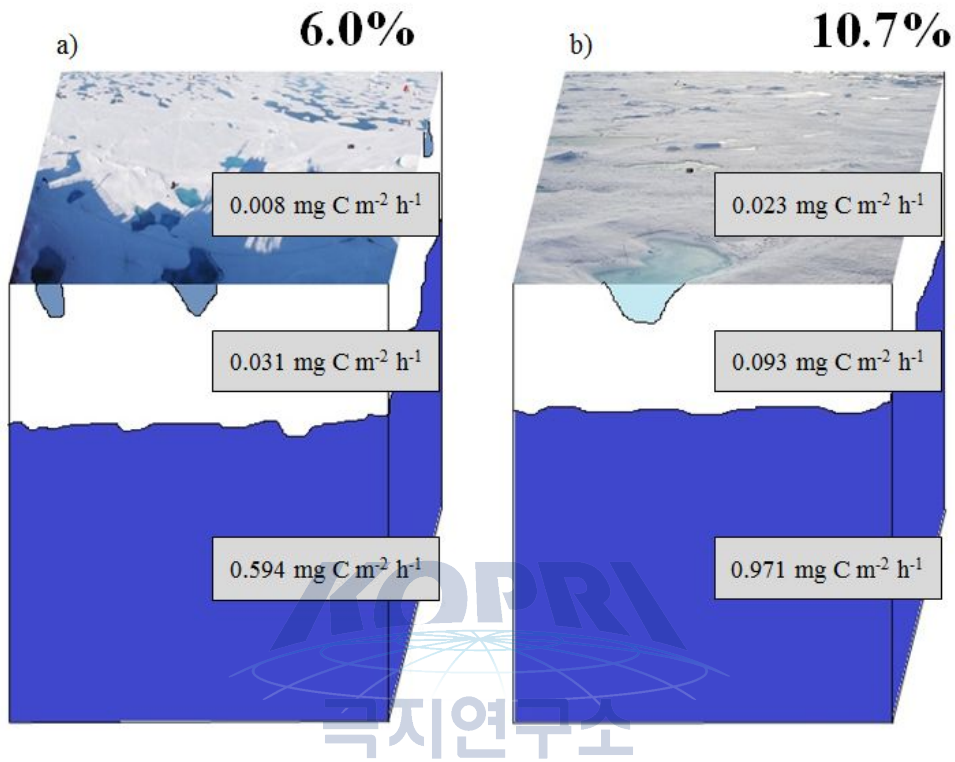 a)
6.0%
0.008 mg C m⁻² h⁻¹
0.031 mg C m⁻² h⁻¹
0.594 mg C m⁻² h⁻¹
b)
10.7%
0.023 mg C m⁻² h⁻¹
0.093 mg C m⁻² h⁻¹
0.971 mg C m⁻² h⁻¹
KOPRI
극지연구소